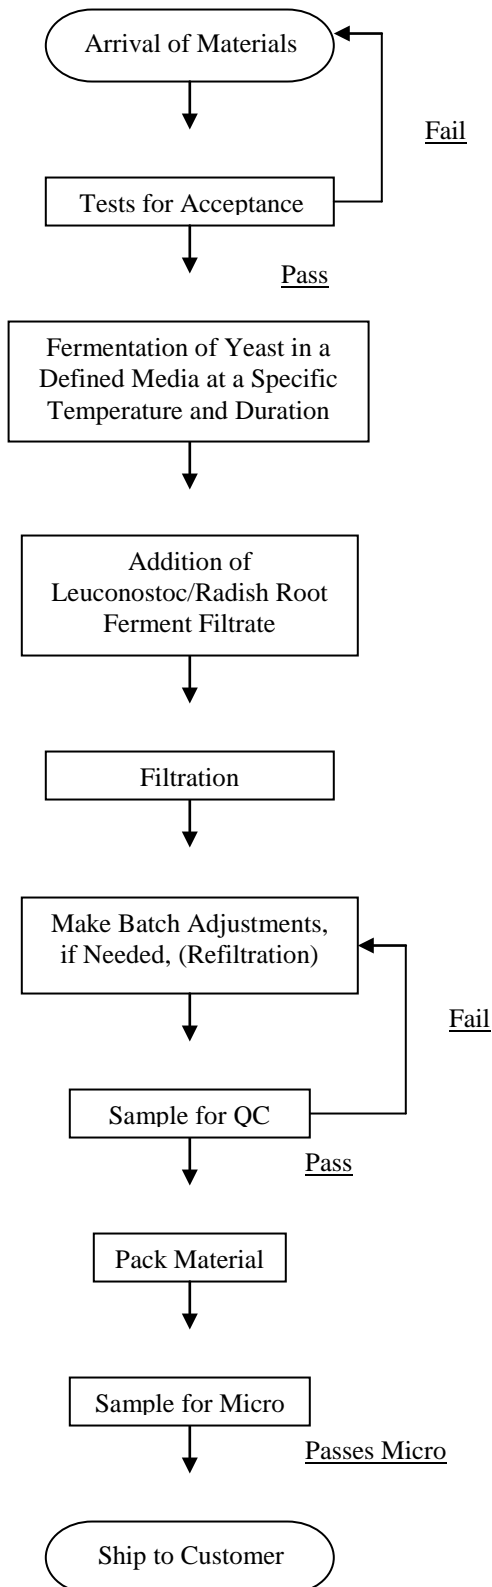 Arrival of Materials
Fail
Tests for Acceptance
Pass
Fermentation of Yeast in a
Defined Media at a Specific
Temperature and Duration
Addition of
Leuconostoc/Radish Root
Ferment Filtrate
Filtration
Make Batch Adjustments,
if Needed, (Refiltration)
Fail
Sample for QC
Pass
Pack Material
Sample for Micro
Passes Micro
Ship to Customer